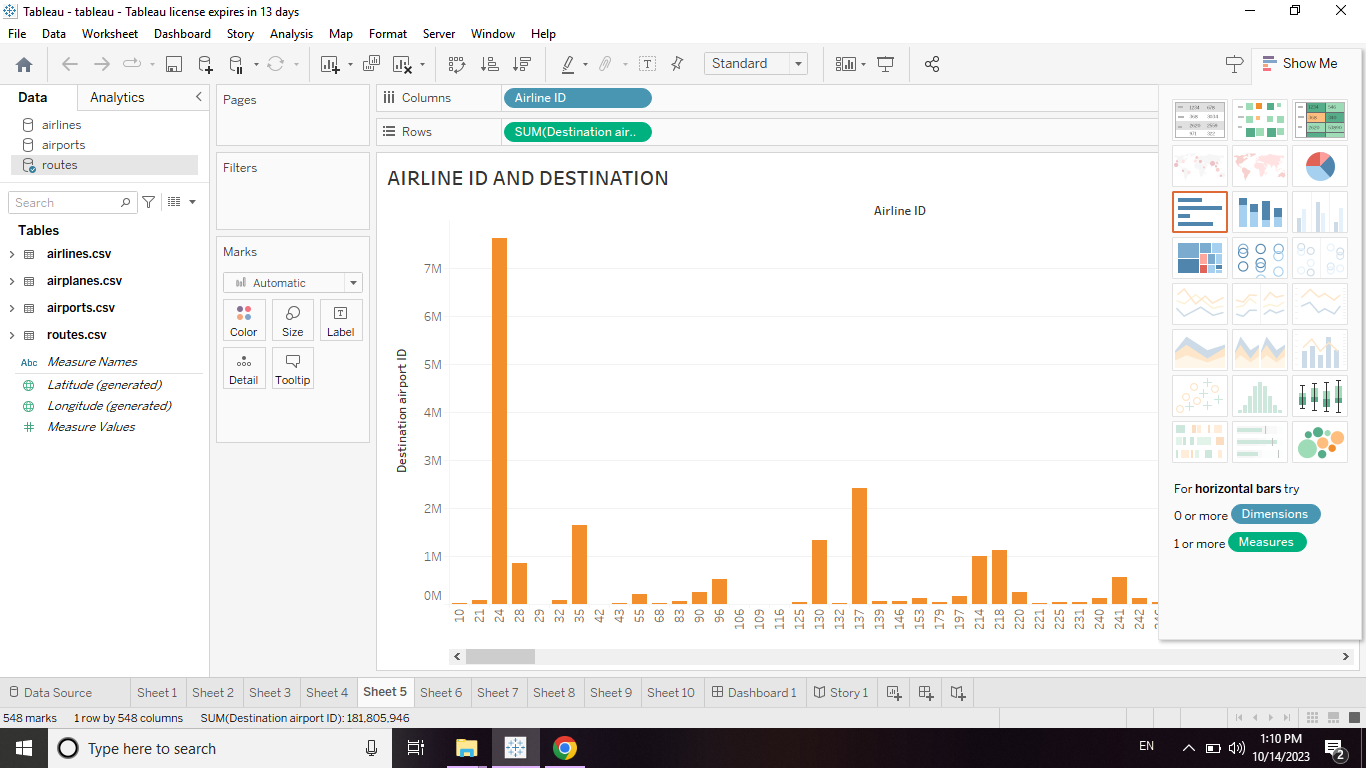 Tableau - tableau - Tableau license expires in 13 days
File Data Worksheet Dashboard Story Analysis Map Format Server Window Help
Standard
Show Me
Data Analytics
airlines
airports
routes
Search
Tables
airlines.csv
airplanes.csv
airports.csv
routes.csv
Abc Measure Names
Latitude (generated)
Longitude (generated)
Measure Values
Pages
Filters
Marks
Automatic
Color Size Label
Detail Tooltip
Columns Airline ID
Rows SUM(Destination air..
AIRLINE ID AND DESTINATION
Airline ID
Destination airport ID
7M
6M
5M
4M
3M
2M
1M
0M
10 21 24 28 29 32 35 42 43 55 68 83 90 96 106 109 116 125 130 132 137 139 146 153 179 197 214 218 220 221 225 231 240 241 242
For horizontal bars try
0 or more Dimensions
1 or more Measures
Data Source Sheet 1 Sheet 2 Sheet 3 Sheet 4 Sheet 5 Sheet 6 Sheet 7 Sheet 8 Sheet 9 Sheet 10 Dashboard 1 Story 1
548 marks 1 row by 548 columns SUM(Destination airport ID): 181,805,946
Type here to search
EN
1:10 PM
10/14/2023
2